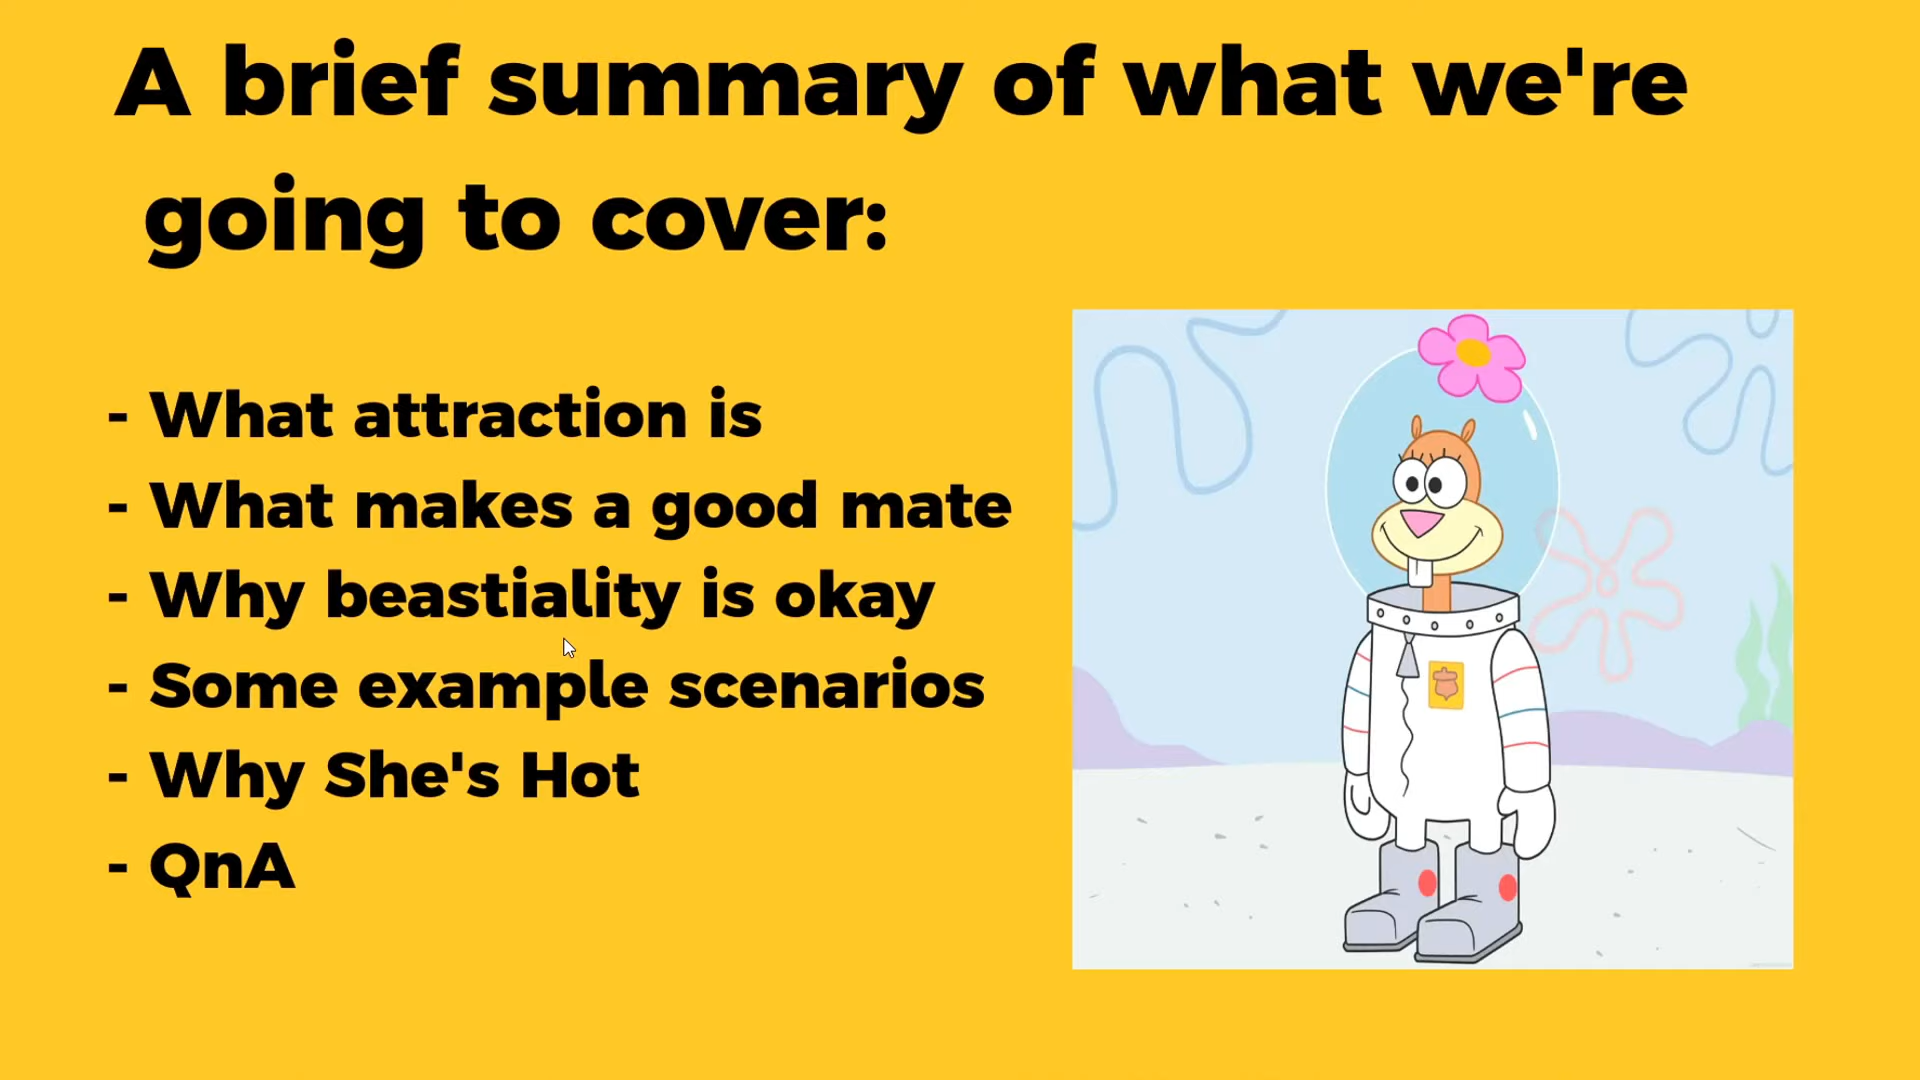 A brief summary of what we're
going to cover:
- What attraction is
- What makes a good mate
- Why beastiality is okay
- Some example scenarios
- Why She's Hot
- QnA